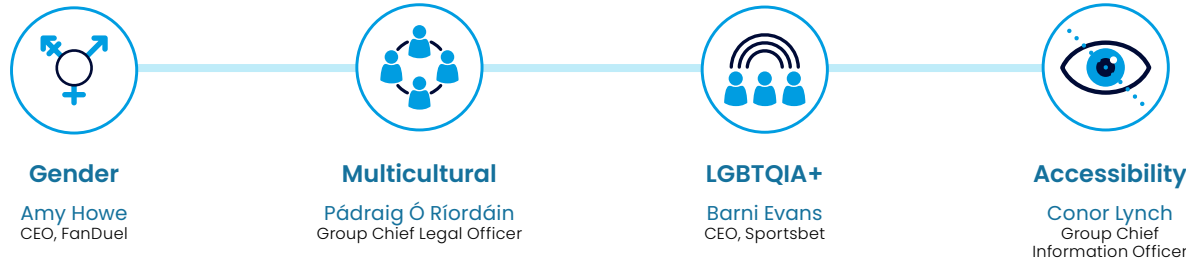 Gender
Amy Howe
CEO, FanDuel
Multicultural
Pádraig Ó Ríordáin
Group Chief Legal Officer
LGBTQIA+
Barni Evans
CEO, Sportsbet
Accessibility
Conor Lynch
Group Chief
Information Officer